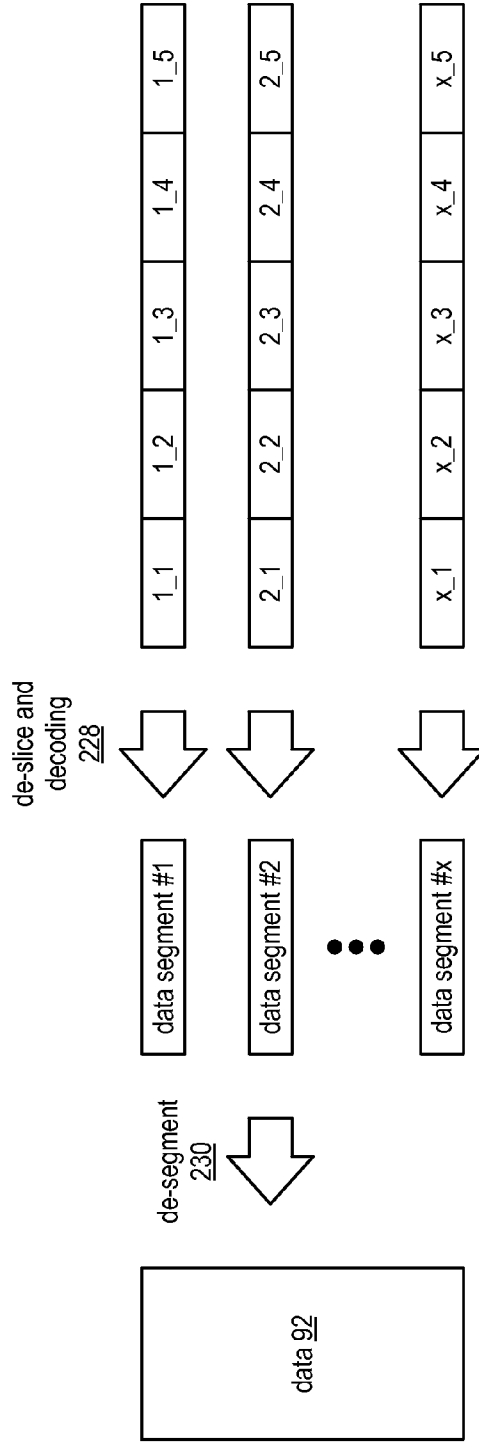 de-slice and
decoding
228
1_1 1_2 1_3 1_4 1_5
2_1 2_2 2_3 2_4 2_5
x_1 x_2 x_3 x_4 x_5
data segment #1
data segment #2
data segment #x
de-segment
230
data 92